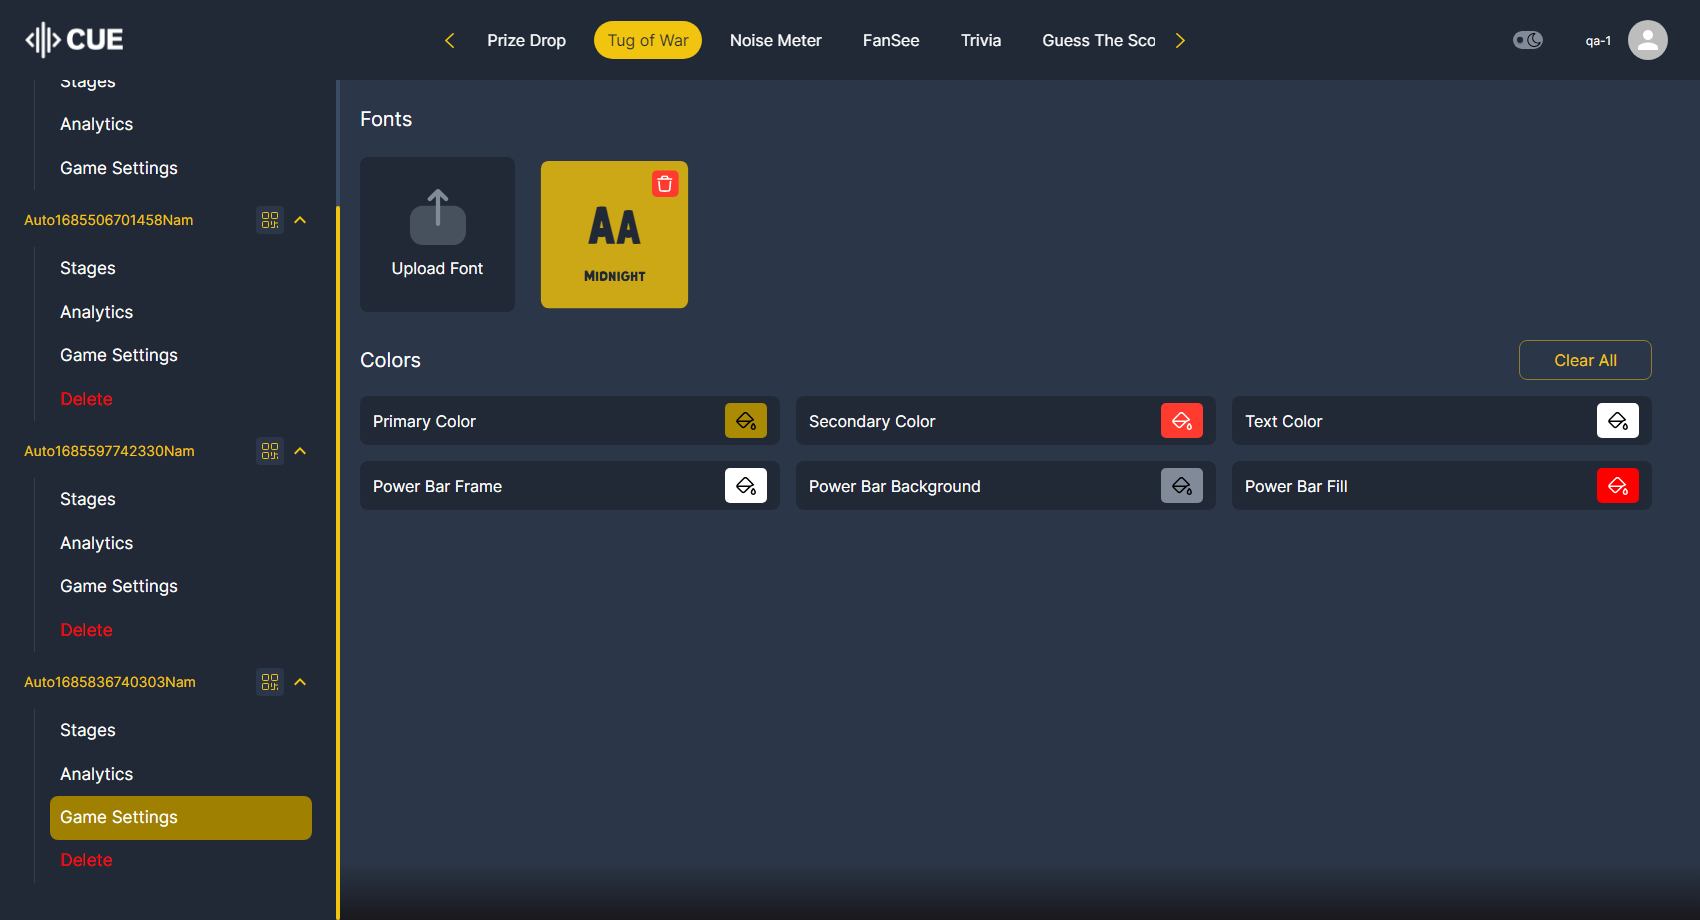 CUE
Prize Drop
Tug of War
Noise Meter
FanSee
Trivia
Guess The Sco
qa-1
Stages
Analytics
Game Settings
Auto1685506701458Nam
Stages
Analytics
Game Settings
Delete
Auto1685597742330Nam
Stages
Analytics
Game Settings
Delete
Auto1685836740303Nam
Stages
Analytics
Game Settings
Delete
Fonts
Upload Font
AA
MIDNIGHT
Colors
Clear All
Primary Color
Secondary Color
Text Color
Power Bar Frame
Power Bar Background
Power Bar Fill